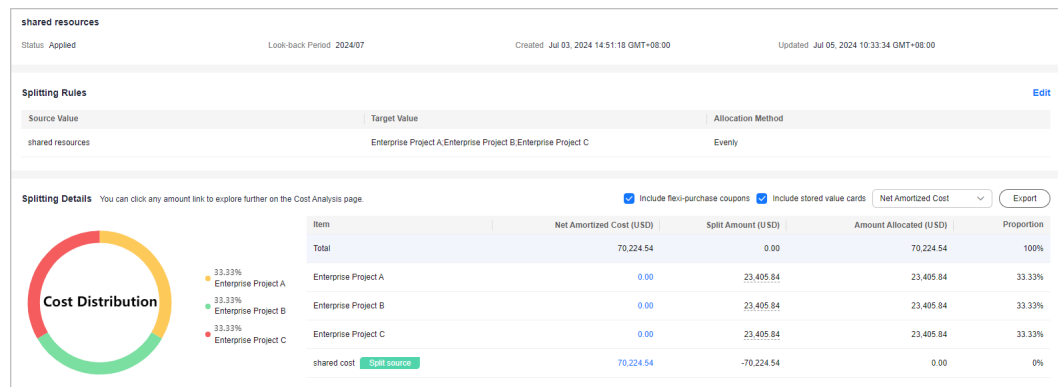 shared resources
Status Applied Look-back Period 2024/07 Created Jul 03, 2024 14:51:18 GMT+08:00 Updated Jul 05, 2024 10:33:34 GMT+08:00
Splitting Rules Edit
Source Value Target Value Allocation Method
shared resources Enterprise Project A;Enterprise Project B;Enterprise Project C Evenly
Splitting Details You can click any amount link to explore further on the Cost Analysis page. Include flexi-purchase coupons Include stored value cards Net Amortized Cost Export
Cost Distribution
33.33%
Enterprise Project A
33.33%
Enterprise Project B
33.33%
Enterprise Project C
Item Net Amortized Cost (USD) Split Amount (USD) Amount Allocated (USD) Proportion
Total 70,224.54 0.00 70,224.54 100%
Enterprise Project A 0.00 23,405.84 23,405.84 33.33%
Enterprise Project B 0.00 23,405.84 23,405.84 33.33%
Enterprise Project C 0.00 23,405.84 23,405.84 33.33%
shared cost Split source 70,224.54 -70,224.54 0.00 0%